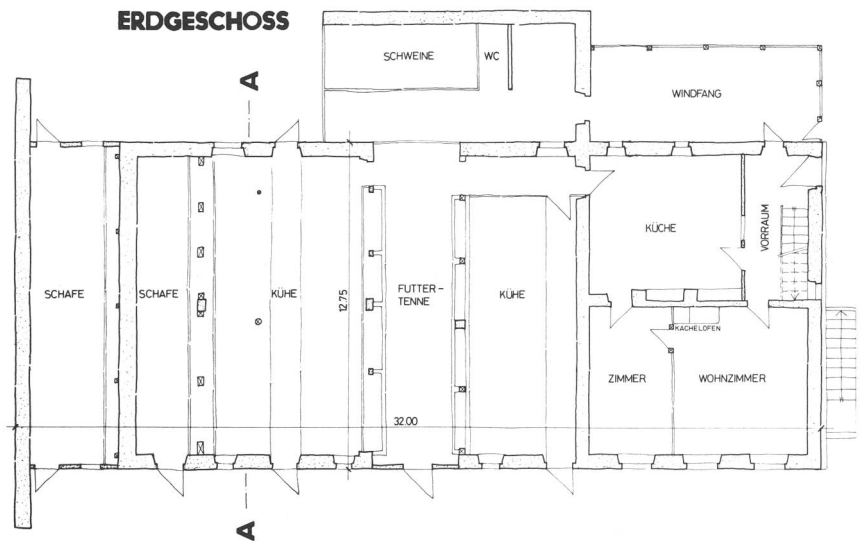 ERDGESCHOSS
A
SCHWEINE
WC
WINDFANG
SCHAFE
SCHAFE
KÜHE
12.75
FUTTER-
TENNE
KÜHE
KÜCHE
VORRAUM
KACHELOFEN
ZIMMER
WOHNZIMMER
32.00
A